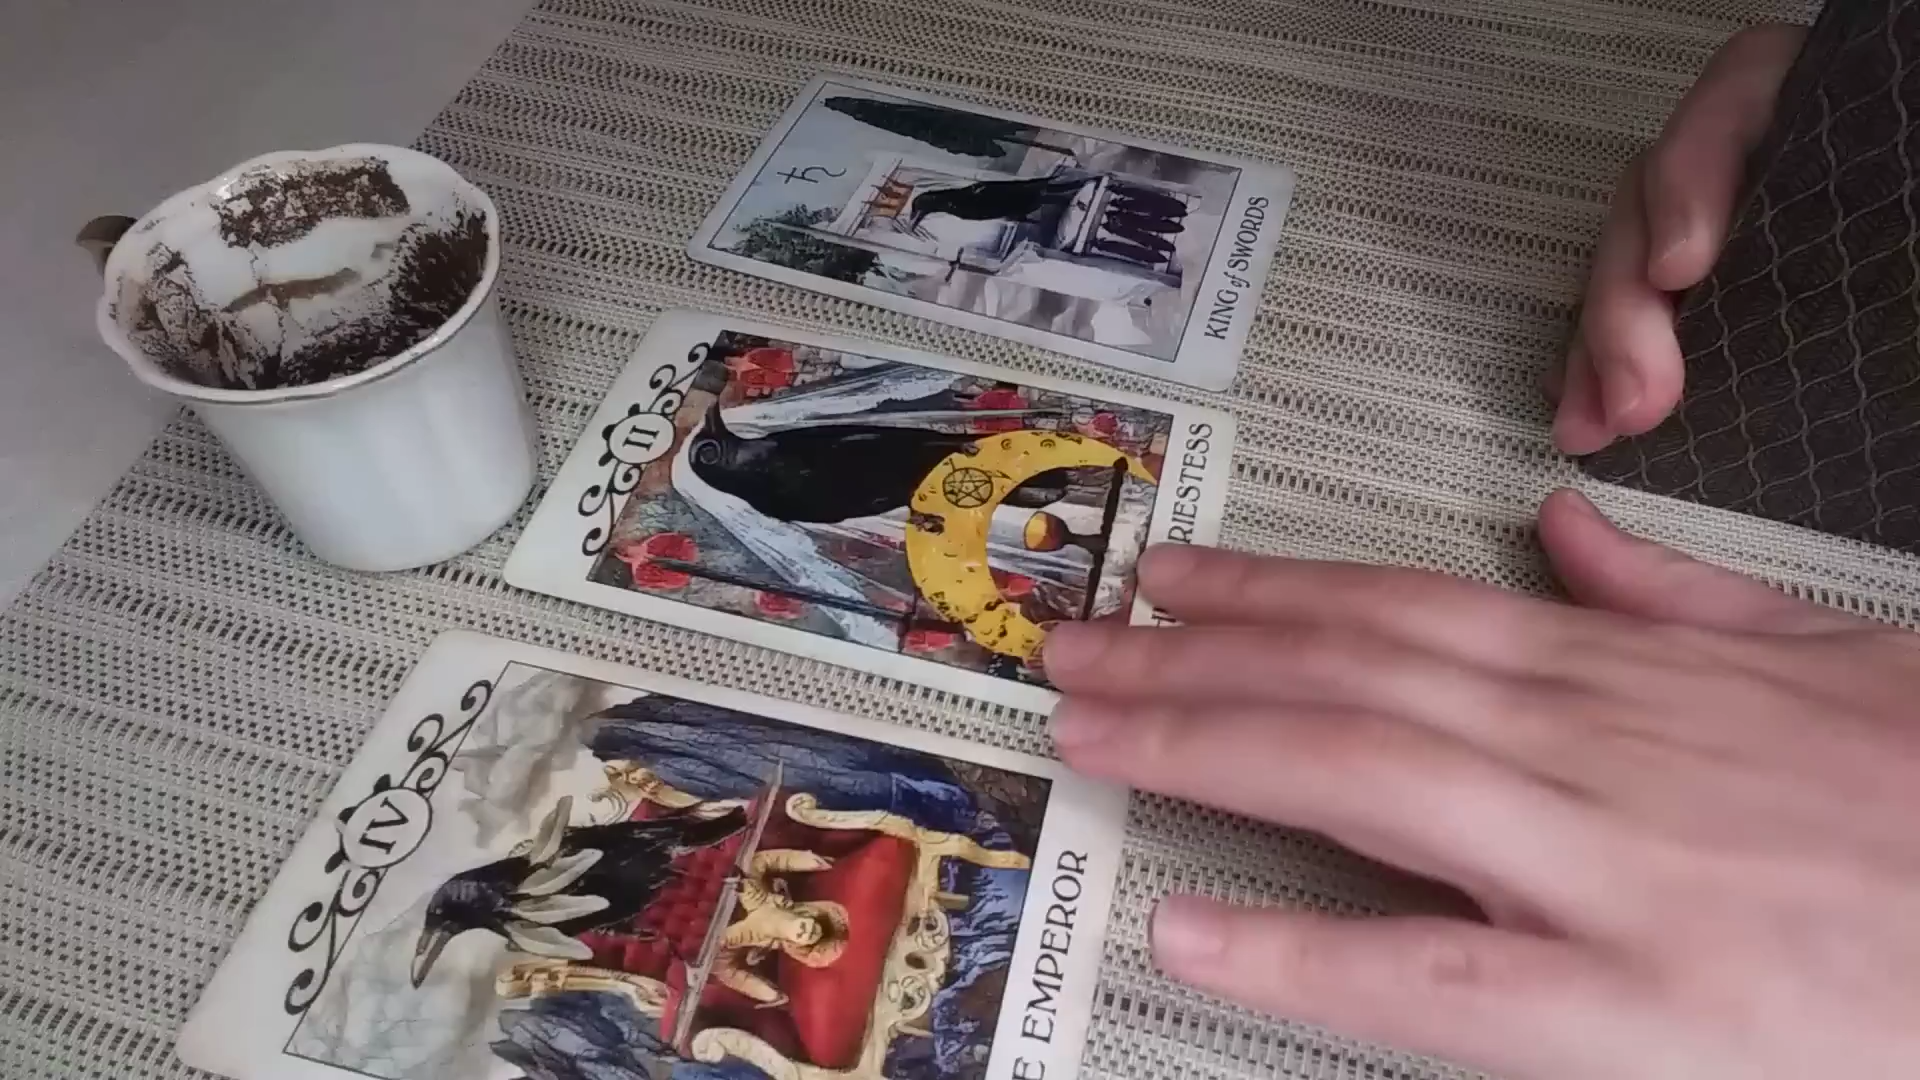 KING of SWORDS
II
RIESTESS
IV
E EMPEROR